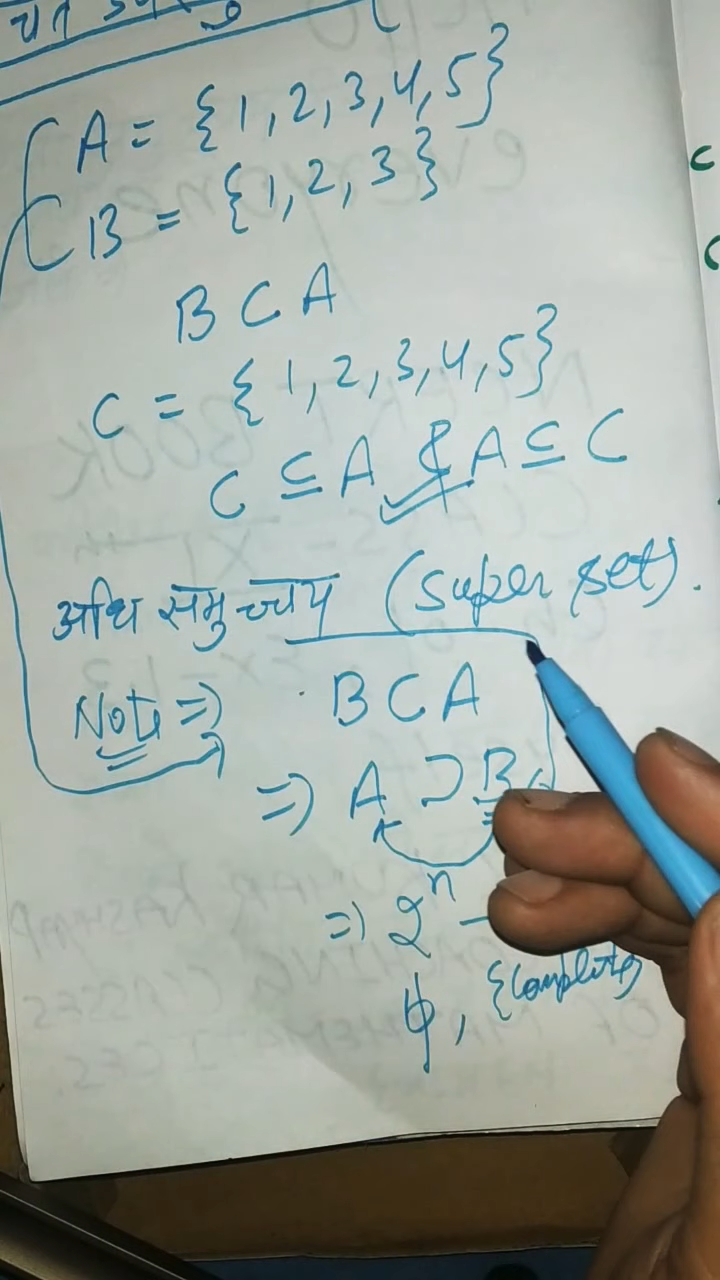 A = {1, 2, 3, 4, 5}
B = {1, 2, 3}
B ⊂ A
C = {1, 2, 3, 4, 5}
C ⊆ A & A ⊆ C
अधि समुच्चय (Super set).
Note ⇒ B ⊂ A
⇒ A ⊃ B
⇒ 2ⁿ –
ϕ, {Complete